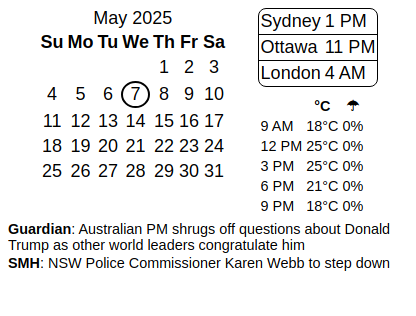 May 2025
Su Mo Tu We Th Fr Sa
1 2 3
4 5 6 7 8 9 10
11 12 13 14 15 16 17
18 19 20 21 22 23 24
25 26 27 28 29 30 31
Sydney 1 PM
Ottawa 11 PM
London 4 AM
°C ☂
9 AM 18°C 0%
12 PM 25°C 0%
3 PM 25°C 0%
6 PM 21°C 0%
9 PM 18°C 0%
Guardian: Australian PM shrugs off questions about Donald
Trump as other world leaders congratulate him
SMH: NSW Police Commissioner Karen Webb to step down